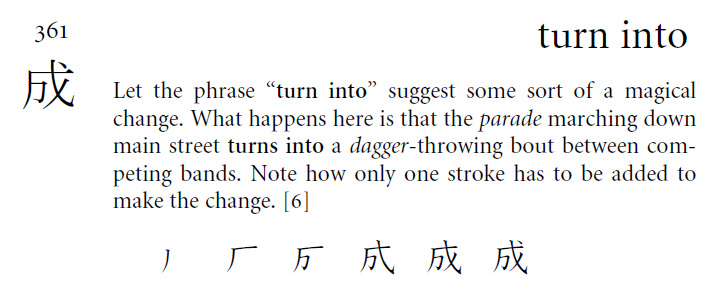 361
turn into
成
Let the phrase “turn into” suggest some sort of a magical
change. What happens here is that the parade marching down
main street turns into a dagger-throwing bout between com-
peting bands. Note how only one stroke has to be added to
make the change. [6]
丿 厂 𠂆 成 成 成